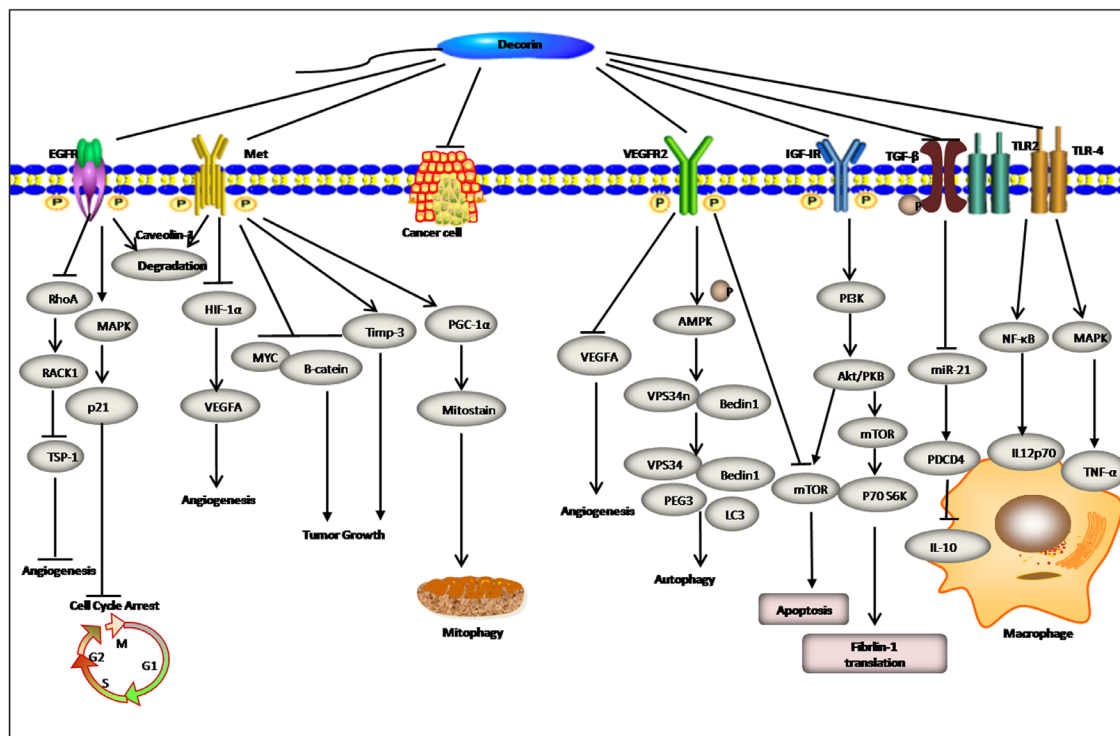 Decorin
EGFR
Met
VEGFR2
IGF-IR
TGF-β
TLR2
TLR-4
P
P
P
P
P
P
P
P
P
Caveolin-1
Degradation
Cancer cell
RhoA
MAPK
RACK1
p21
TSP-1
Angiogenesis
Cell Cycle Arrest
M
G1
S
G2
HIF-1α
VEGFA
Angiogenesis
MYC
B-catein
Timp-3
Tumor Growth
PGC-1α
Mitostain
Mitophagy
VEGFA
Angiogenesis
P
AMPK
VPS34n
Beclin1
VPS34
Beclin1
PEG3
LC3
Autophagy
PI3K
Akt/PKB
mTOR
mTOR
P70 S6K
Apoptosis
Fibrlin-1
translation
miR-21
PDCD4
IL-10
NF-κB
IL12p70
MAPK
TNF-α
Macrophage